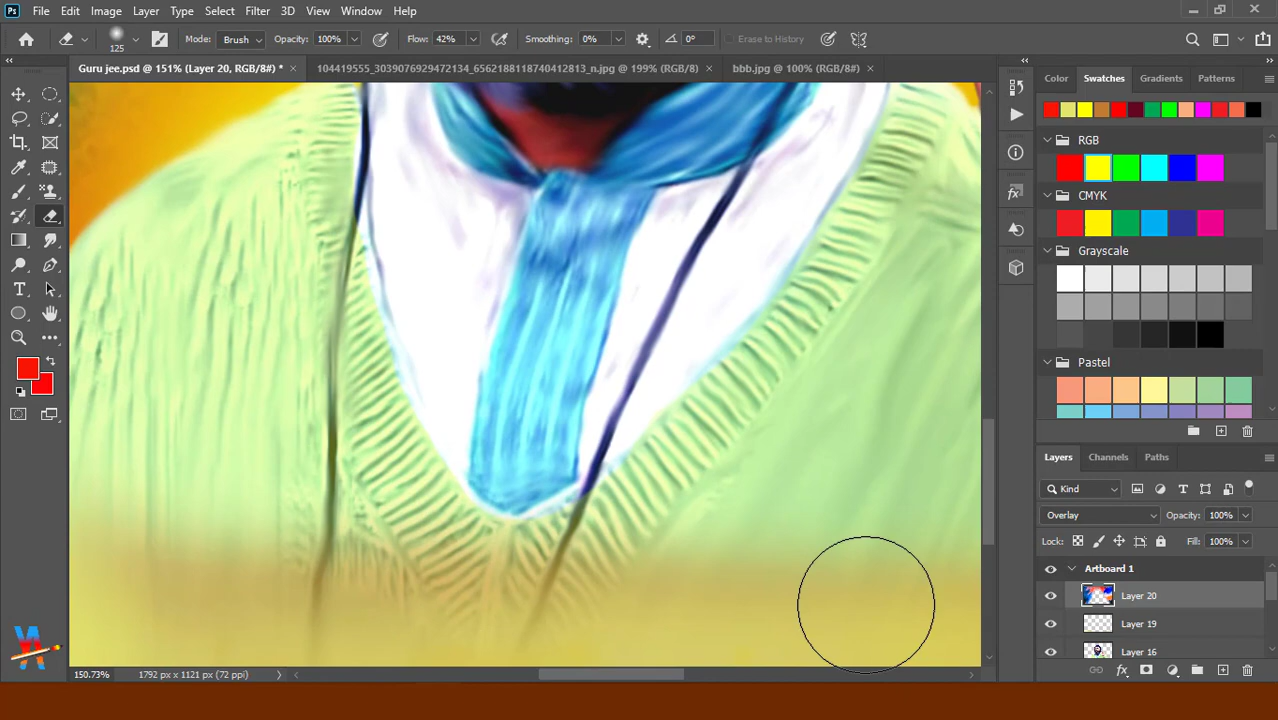 Ps File Edit Image Layer Type Select Filter 3D View Window Help
125 Mode: Brush Opacity: 100% Flow: 42% Smoothing: 0% 0° Erase to History
Guru jee.psd @ 151% (Layer 20, RGB/8#) * × 104419555_3039076929472134_6562188118740412813_n.jpg @ 199% (RGB/8) × bbb.jpg @ 100% (RGB/8#) ×
Color Swatches Gradients Patterns
RGB
CMYK
Grayscale
Pastel
Layers Channels Paths
Kind
Overlay Opacity: 100%
Lock: Fill: 100%
Artboard 1
Layer 20
Layer 19
Layer 16
150.73% 1792 px x 1121 px (72 ppi)